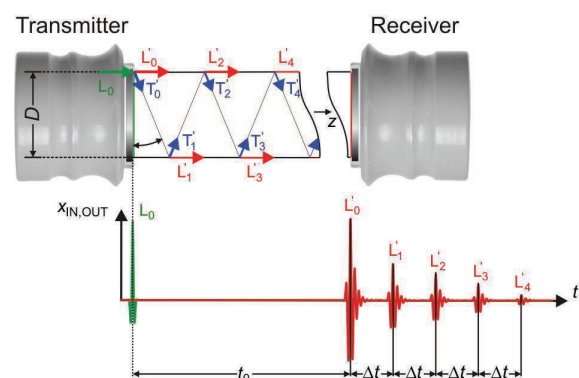 Transmitter Receiver
L'0 L'2 L'4
L0 T'0 T'2 T'4
D z
T'1 T'3
L'1 L'3
xIN,OUT L0 L'0
L'1 L'2 L'3 L'4 t
t0 Δt Δt Δt Δt